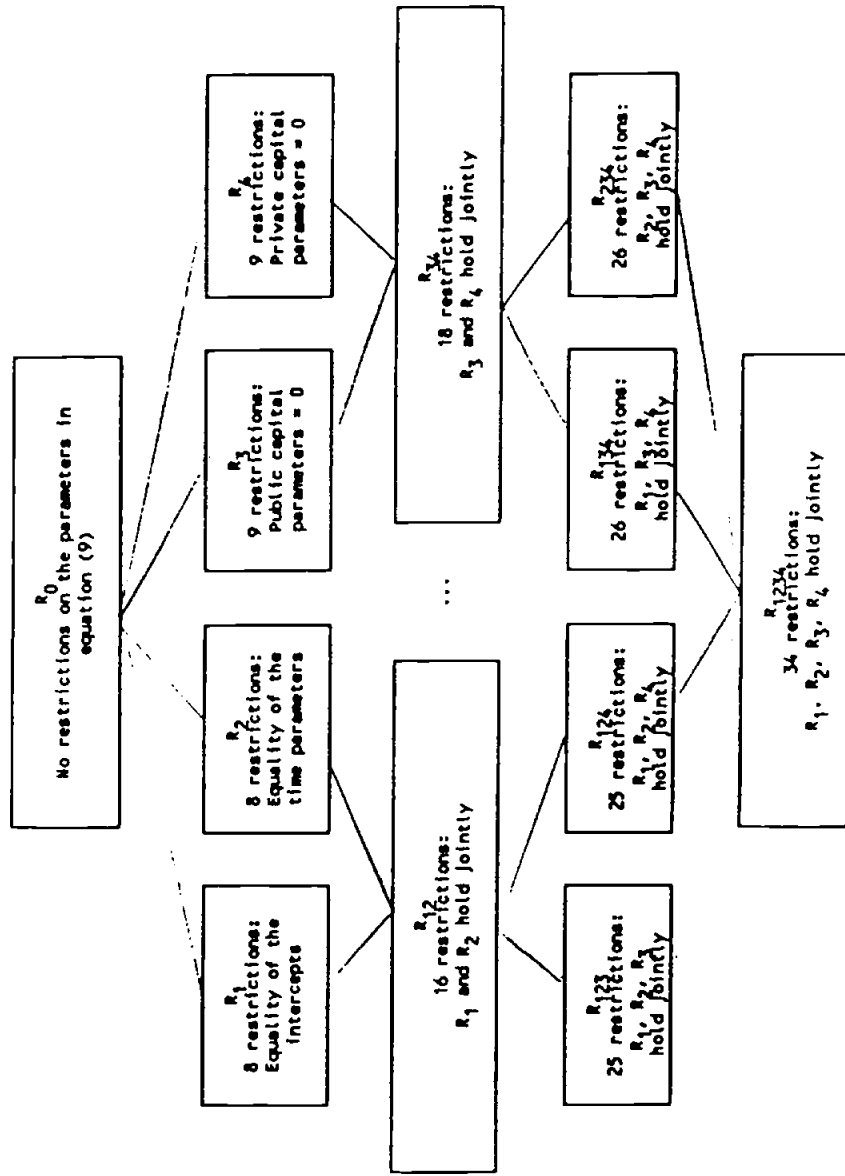 R0
No restrictions on the parameters in
equation (9)
R1
8 restrictions:
Equality of the
intercepts
R2
8 restrictions:
Equality of the
time parameters
R3
9 restrictions:
Public capital
parameters = 0
R4
9 restrictions:
Private capital
parameters = 0
R12
16 restrictions:
R1 and R2 hold jointly
...
R34
18 restrictions:
R3 and R4 hold jointly
R123
25 restrictions:
R1, R2, R3
hold jointly
R124
25 restrictions:
R1, R2, R4
hold jointly
R134
26 restrictions:
R1, R3, R4
hold jointly
R234
26 restrictions:
R2, R3, R4
hold jointly
R1234
34 restrictions:
R1, R2, R3, R4 hold jointly